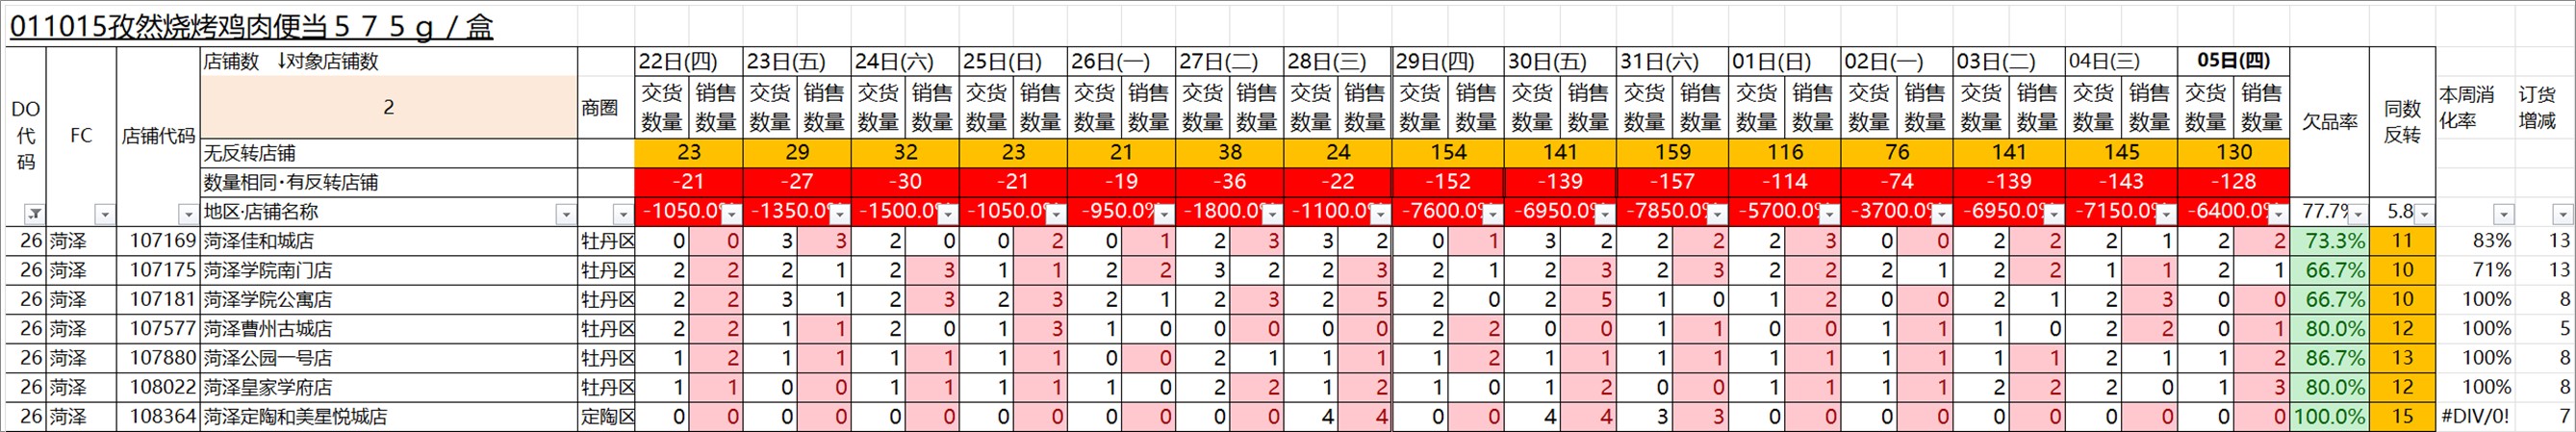 011015孜然烧烤鸡肉便当５７５ｇ／盒
DO代码 FC 店铺代码 店铺数 ↓对象店铺数 商圈 22日(四) 23日(五) 24日(六) 25日(日) 26日(一) 27日(二) 28日(三) 29日(四) 30日(五) 31日(六) 01日(日) 02日(一) 03日(二) 04日(三) 05日(四) 欠品率 同数反转 本周消化率 订货增减
2 交货数量 销售数量 交货数量 销售数量 交货数量 销售数量 交货数量 销售数量 交货数量 销售数量 交货数量 销售数量 交货数量 销售数量 交货数量 销售数量 交货数量 销售数量 交货数量 销售数量 交货数量 销售数量 交货数量 销售数量 交货数量 销售数量 交货数量 销售数量 交货数量 销售数量
无反转店铺 23 29 32 23 21 38 24 154 141 159 116 76 141 145 130
数量相同·有反转店铺 -21 -27 -30 -21 -19 -36 -22 -152 -139 -157 -114 -74 -139 -143 -128
地区·店铺名称 -1050.0% -1350.0% -1500.0% -1050.0% -950.0% -1800.0% -1100.0% -7600.0% -6950.0% -7850.0% -5700.0% -3700.0% -6950.0% -7150.0% -6400.0% 77.7% 5.8
26 菏泽 107169 菏泽佳和城店 牡丹区 0 0 3 3 2 0 0 2 0 1 2 3 3 2 0 1 3 2 2 2 2 3 0 0 2 2 2 1 2 2 73.3% 11 83% 13
26 菏泽 107175 菏泽学院南门店 牡丹区 2 2 2 1 2 3 1 1 2 2 3 2 2 3 2 1 2 3 2 3 2 2 2 1 2 2 1 1 2 1 66.7% 10 71% 13
26 菏泽 107181 菏泽学院公寓店 牡丹区 2 2 3 1 2 3 2 3 2 1 2 3 2 5 2 0 2 5 1 0 1 2 0 0 2 1 2 3 0 0 66.7% 10 100% 8
26 菏泽 107577 菏泽曹州古城店 牡丹区 2 2 1 1 2 0 1 3 1 0 0 0 0 0 2 2 0 0 1 1 0 0 1 1 1 0 2 2 0 1 80.0% 12 100% 5
26 菏泽 107880 菏泽公园一号店 牡丹区 1 2 1 1 1 1 1 1 0 0 2 1 1 1 1 2 1 1 1 1 1 1 1 1 1 1 2 1 1 2 86.7% 13 100% 8
26 菏泽 108022 菏泽皇家学府店 牡丹区 1 1 0 0 1 1 1 1 1 0 2 2 1 2 1 0 1 2 0 0 1 1 1 1 2 2 2 0 1 3 80.0% 12 100% 8
26 菏泽 108364 菏泽定陶和美星悦城店 定陶区 0 0 0 0 0 0 0 0 0 0 0 0 4 4 0 0 4 4 3 3 0 0 0 0 0 0 0 0 0 0 100.0% 15 #DIV/0! 7